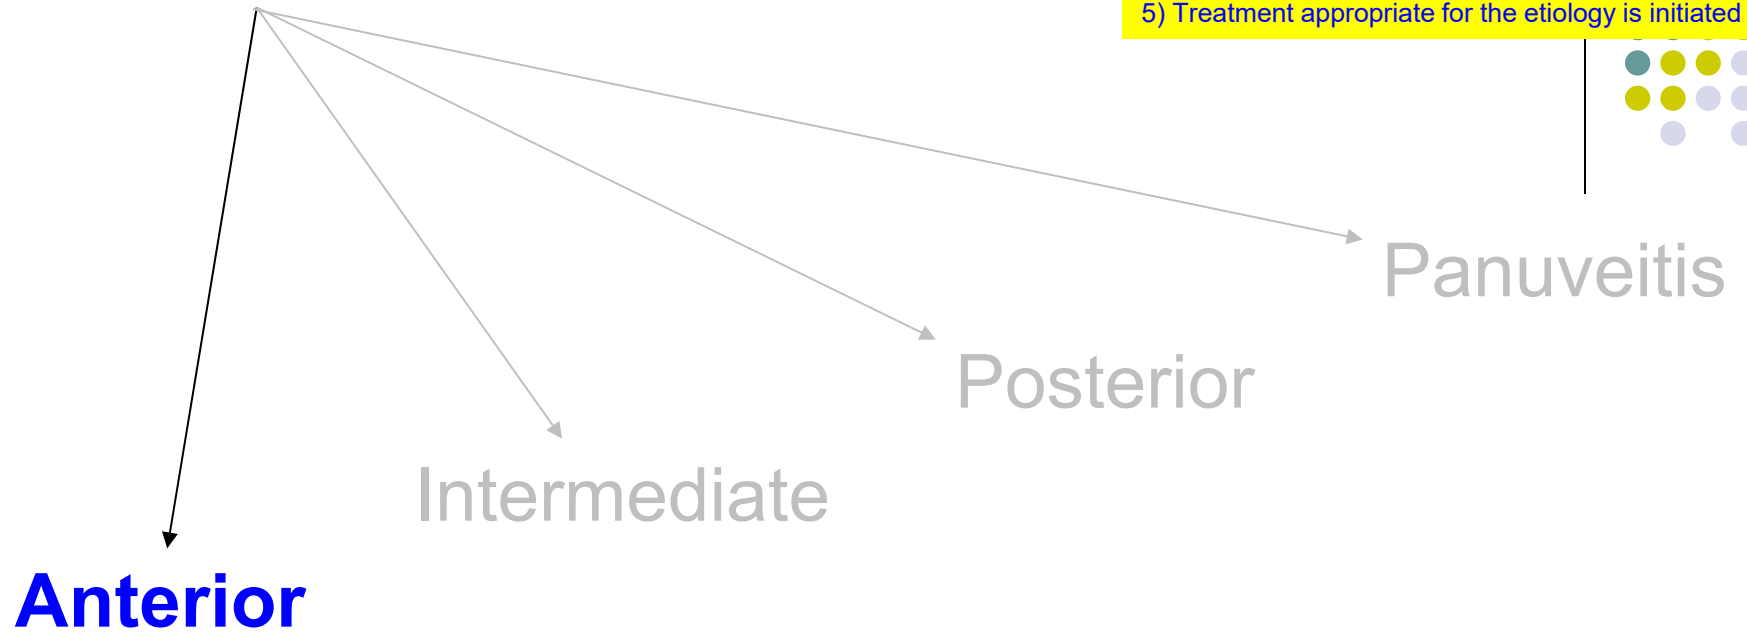 5) Treatment appropriate for the etiology is initiated
Panuveitis
Posterior
Intermediate
Anterior